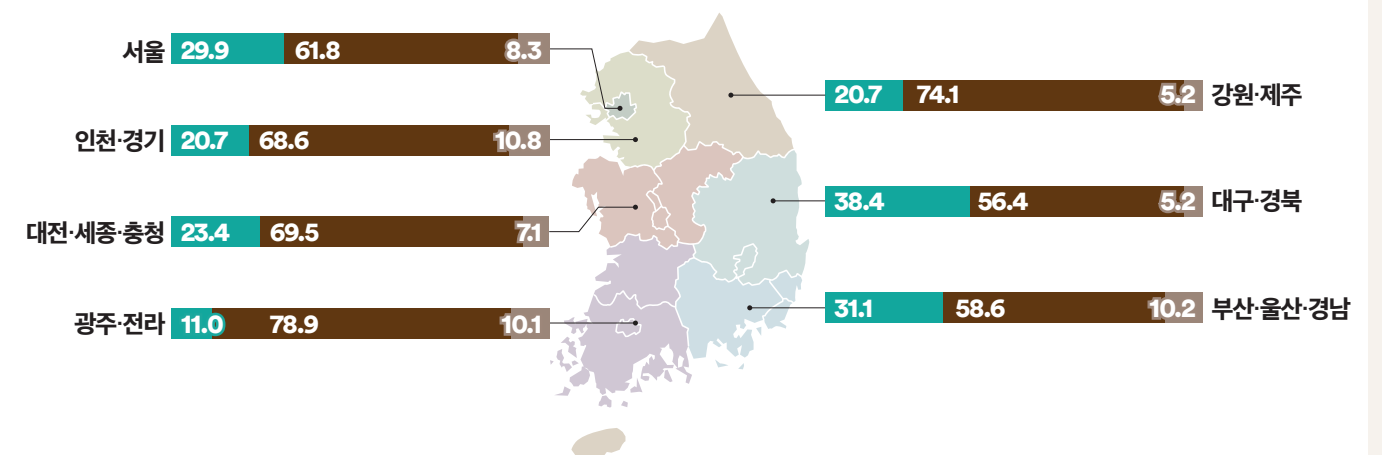 서울 29.9 61.8 8.3
인천·경기 20.7 68.6 10.8
대전·세종·충청 23.4 69.5 7.1
광주·전라 11.0 78.9 10.1
20.7 74.1 5.2 강원·제주
38.4 56.4 5.2 대구·경북
31.1 58.6 10.2 부산·울산·경남